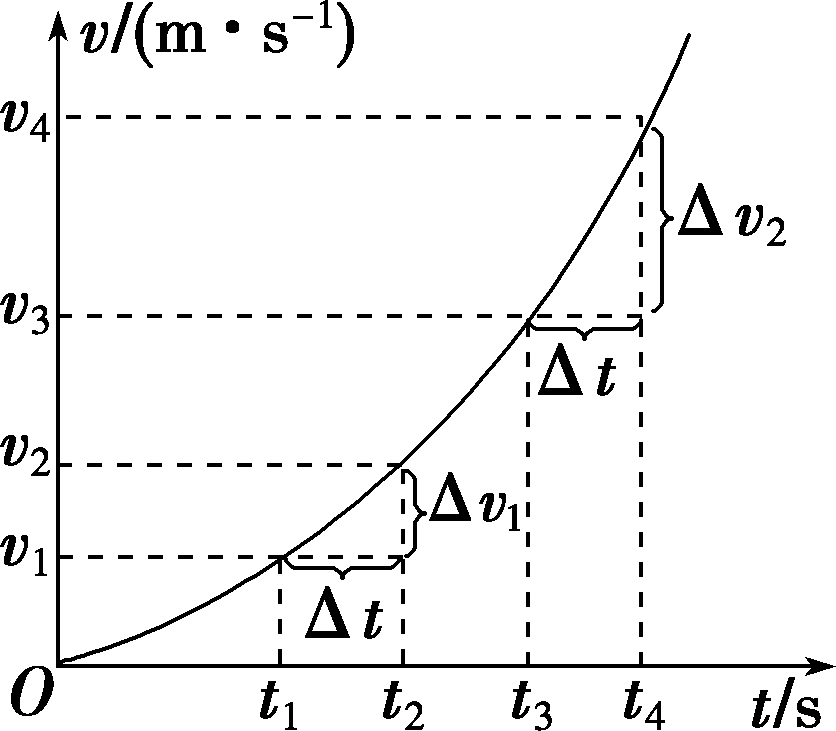 v/(m·s⁻¹)
v₄
Δv₂
v₃
Δt
v₂
Δv₁
v₁
Δt
O t₁ t₂ t₃ t₄ t/s